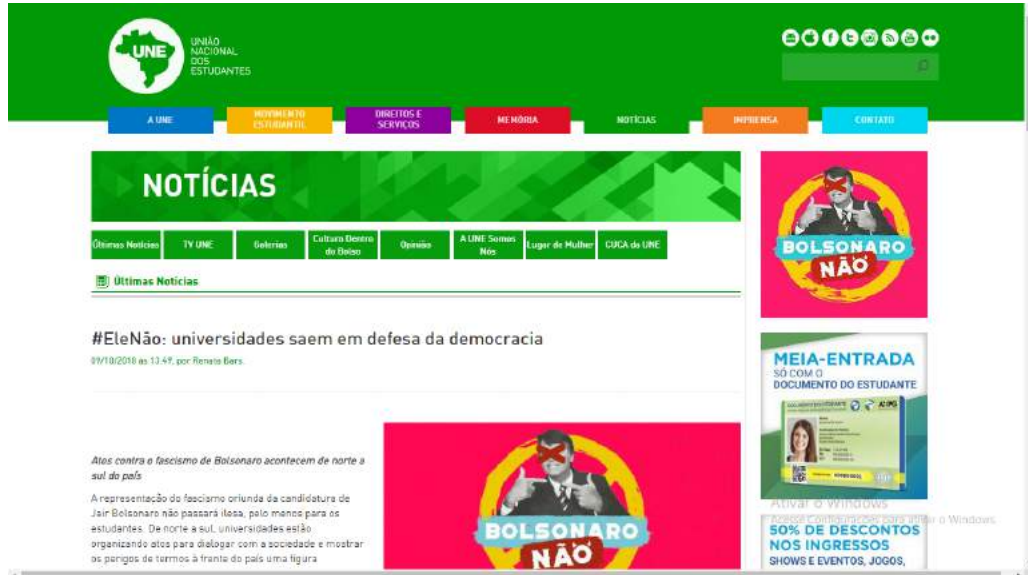 UNE
UNIÃO
NACIONAL
DOS
ESTUDANTES
A UNE
MOVIMENTO
ESTUDANTIL
DIREITOS E
SERVIÇOS
MEMÓRIA
NOTÍCIAS
IMPRENSA
CONTATO
NOTÍCIAS
Últimas Notícias
TV UNE
Galerias
Cultura Dentro
do Bolso
Opinião
A UNE Somos
Nós
Lugar de Mulher
CUCA da UNE
Últimas Notícias
#EleNão: universidades saem em defesa da democracia
09/10/2018 às 13:49, por Renata Bars.
Atos contra o fascismo de Bolsonaro acontecem de norte a
sul do país
A representação do fascismo oriunda da candidatura de
Jair Bolsonaro não passará ilesa, pelo menos para os
estudantes. De norte a sul, universidades estão
organizando atos para dialogar com a sociedade e mostrar
os perigos de termos à frente do país uma figura
BOLSONARO
NÃO
BOLSONARO
NÃO
MEIA-ENTRADA
SÓ COM O
DOCUMENTO DO ESTUDANTE
Ativar o Windows
Acesse Configurações para ativar o Windows.
50% DE DESCONTOS
NOS INGRESSOS
SHOWS E EVENTOS, JOGOS,